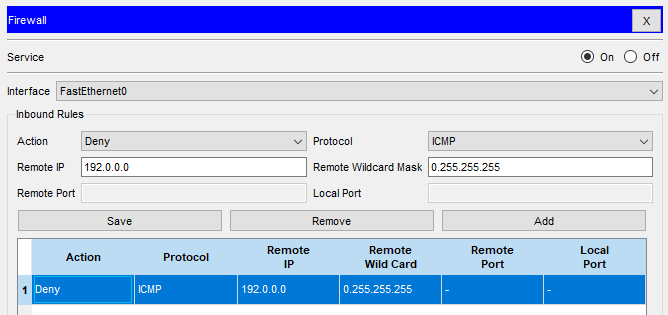 Firewall X
Service On Off
Interface FastEthernet0
Inbound Rules
Action Deny Protocol ICMP
Remote IP 192.0.0.0 Remote Wildcard Mask 0.255.255.255
Remote Port Local Port
Save Remove Add
Action Protocol Remote IP Remote Wild Card Remote Port Local Port
1 Deny ICMP 192.0.0.0 0.255.255.255 - -